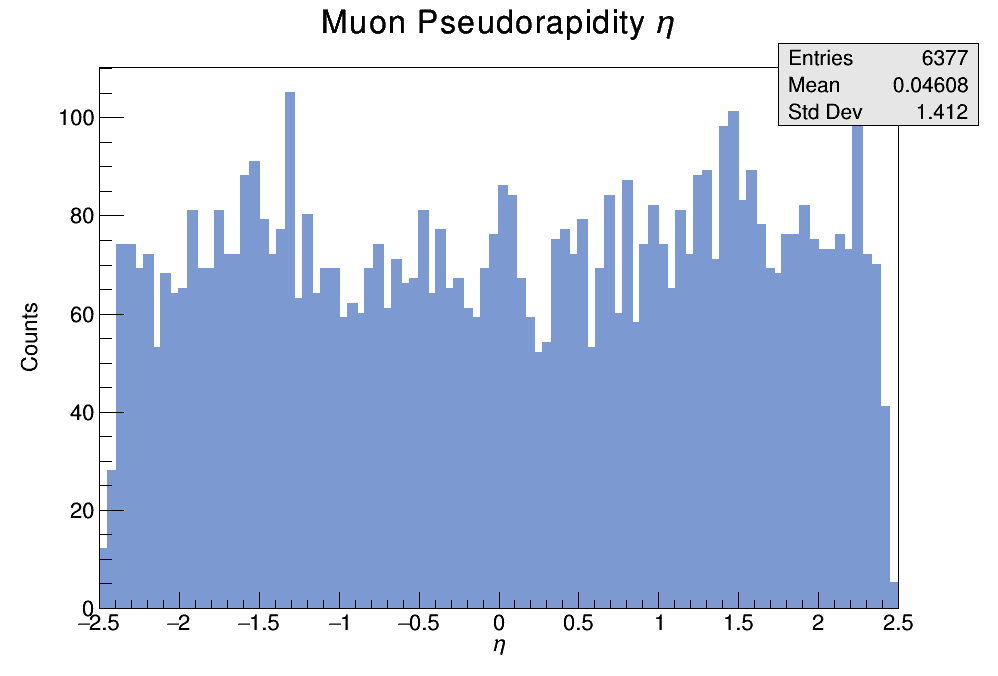 Muon Pseudorapidity η
Entries 6377
Mean 0.04608
Std Dev 1.412
100
80
60
40
20
0
Counts
−2.5 −2 −1.5 −1 −0.5 0 0.5 1 1.5 2 2.5
η